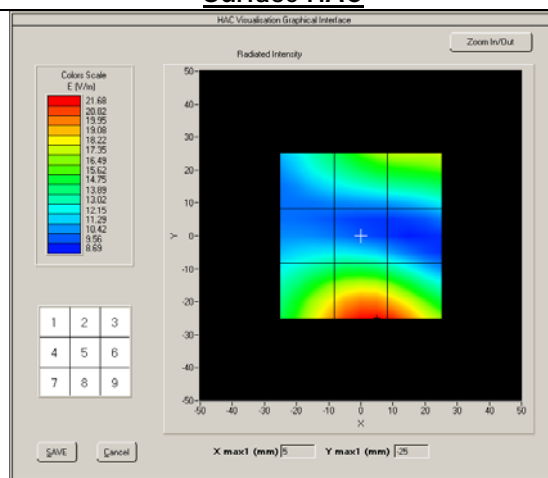 Surface HAC
HAC Visualisation Graphical Interface
Zoom In/Out
Radiated Intensity
Colors Scale
E (V/m)
21.68
20.82
19.95
19.08
18.22
17.35
16.49
15.62
14.75
13.89
13.02
12.15
11.29
10.42
9.56
8.69
50
40
30
20
10
0
-10
-20
-30
-40
-50
Y
-50 -40 -30 -20 -10 0 10 20 30 40 50
X
1 2 3
4 5 6
7 8 9
SAVE
Cancel
X max1 (mm) 5 Y max1 (mm) -25